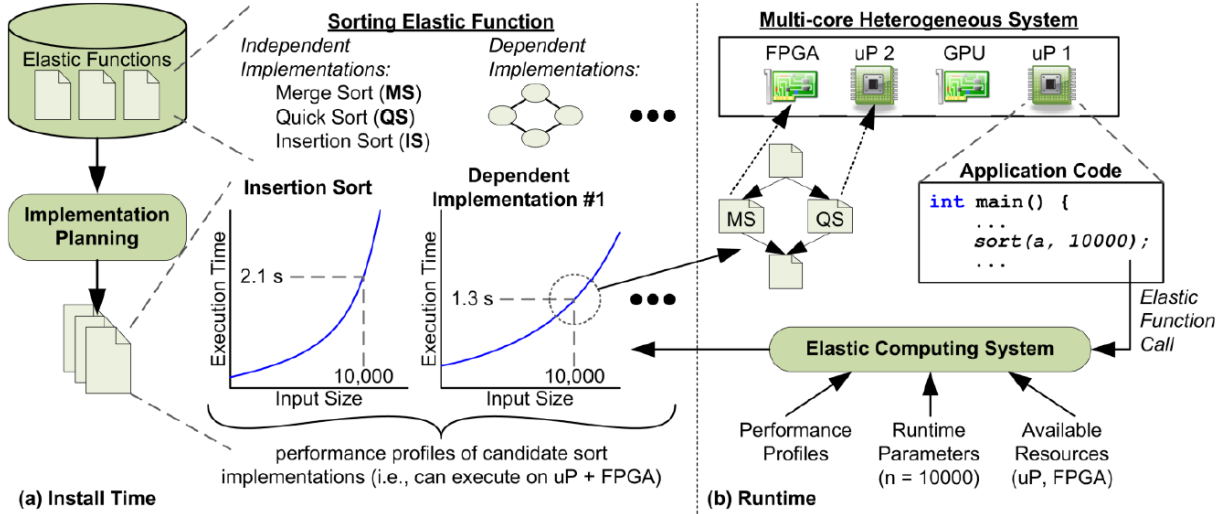 Elastic Functions
Implementation
Planning
Sorting Elastic Function
Independent
Implementations:
Merge Sort (MS)
Quick Sort (QS)
Insertion Sort (IS)
Dependent
Implementations:
Insertion Sort
Execution Time
2.1 s
10,000
Input Size
Dependent
Implementation #1
Execution Time
1.3 s
10,000
Input Size
performance profiles of candidate sort
implementations (i.e., can execute on uP + FPGA)
(a) Install Time
Multi-core Heterogeneous System
FPGA
uP 2
GPU
uP 1
MS
QS
Application Code
int main() {
...
sort(a, 10000);
...
Elastic
Function
Call
Elastic Computing System
Performance
Profiles
Runtime
Parameters
(n = 10000)
Available
Resources
(uP, FPGA)
(b) Runtime